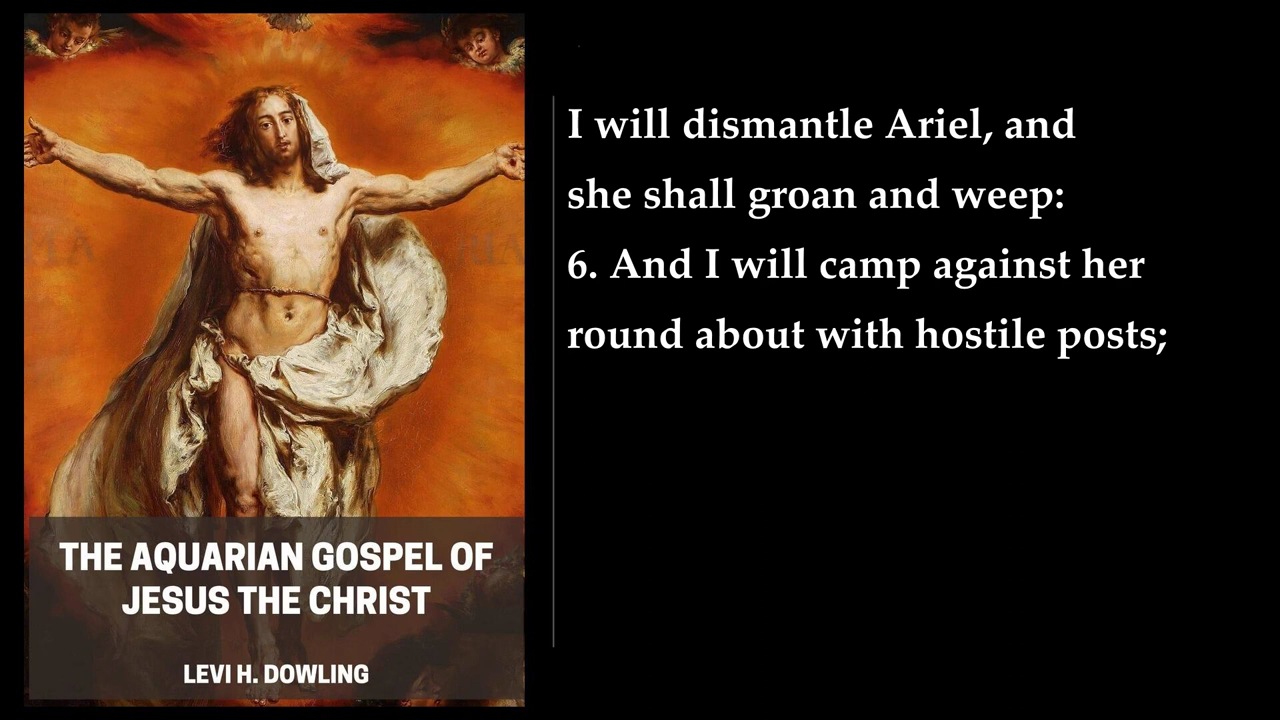 THE AQUARIAN GOSPEL OF
JESUS THE CHRIST
LEVI H. DOWLING
I will dismantle Ariel, and
she shall groan and weep:
6. And I will camp against her
round about with hostile posts;